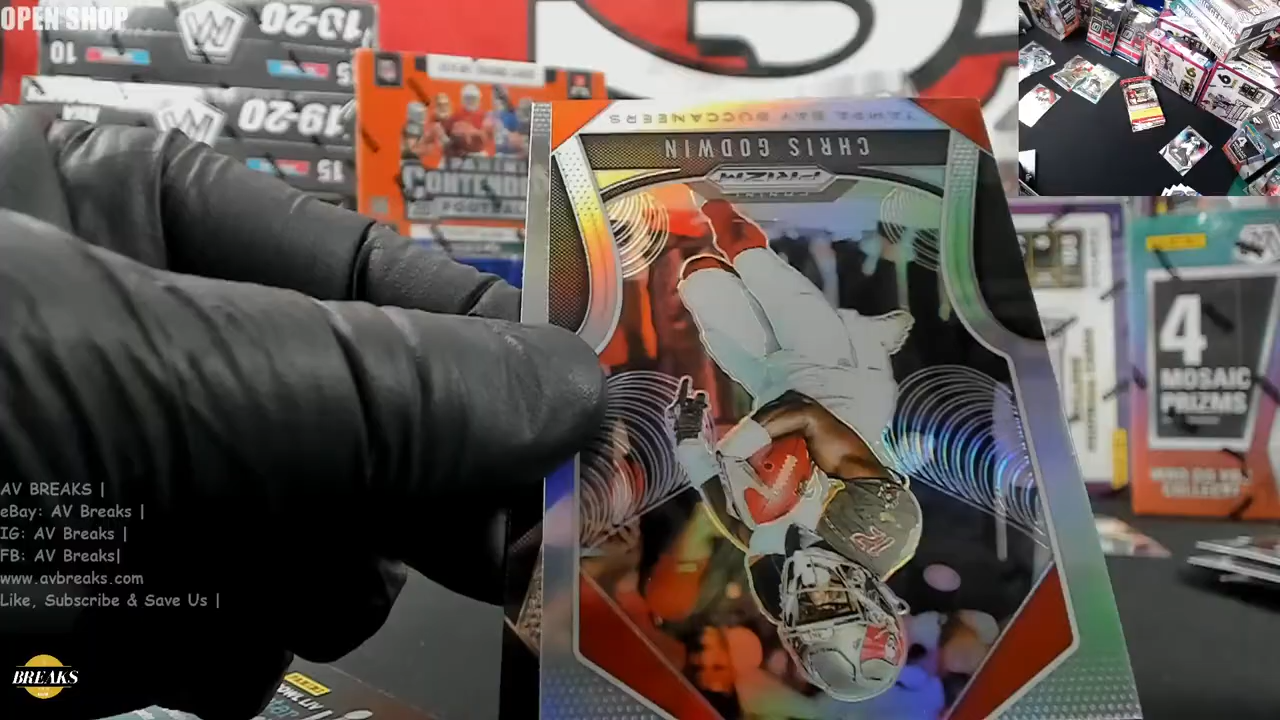 OPEN SHOP
10
19-20
19-20
15
PANINI
CONTENDERS
FOOTBALL
TAMPA BAY BUCCANEERS
CHRIS GODWIN
PRIZM
4
MOSAIC
PRIZMS
AV BREAKS |
eBay: AV Breaks |
IG: AV Breaks |
FB: AV Breaks|
www.avbreaks.com
Like, Subscribe & Save Us |
BREAKS